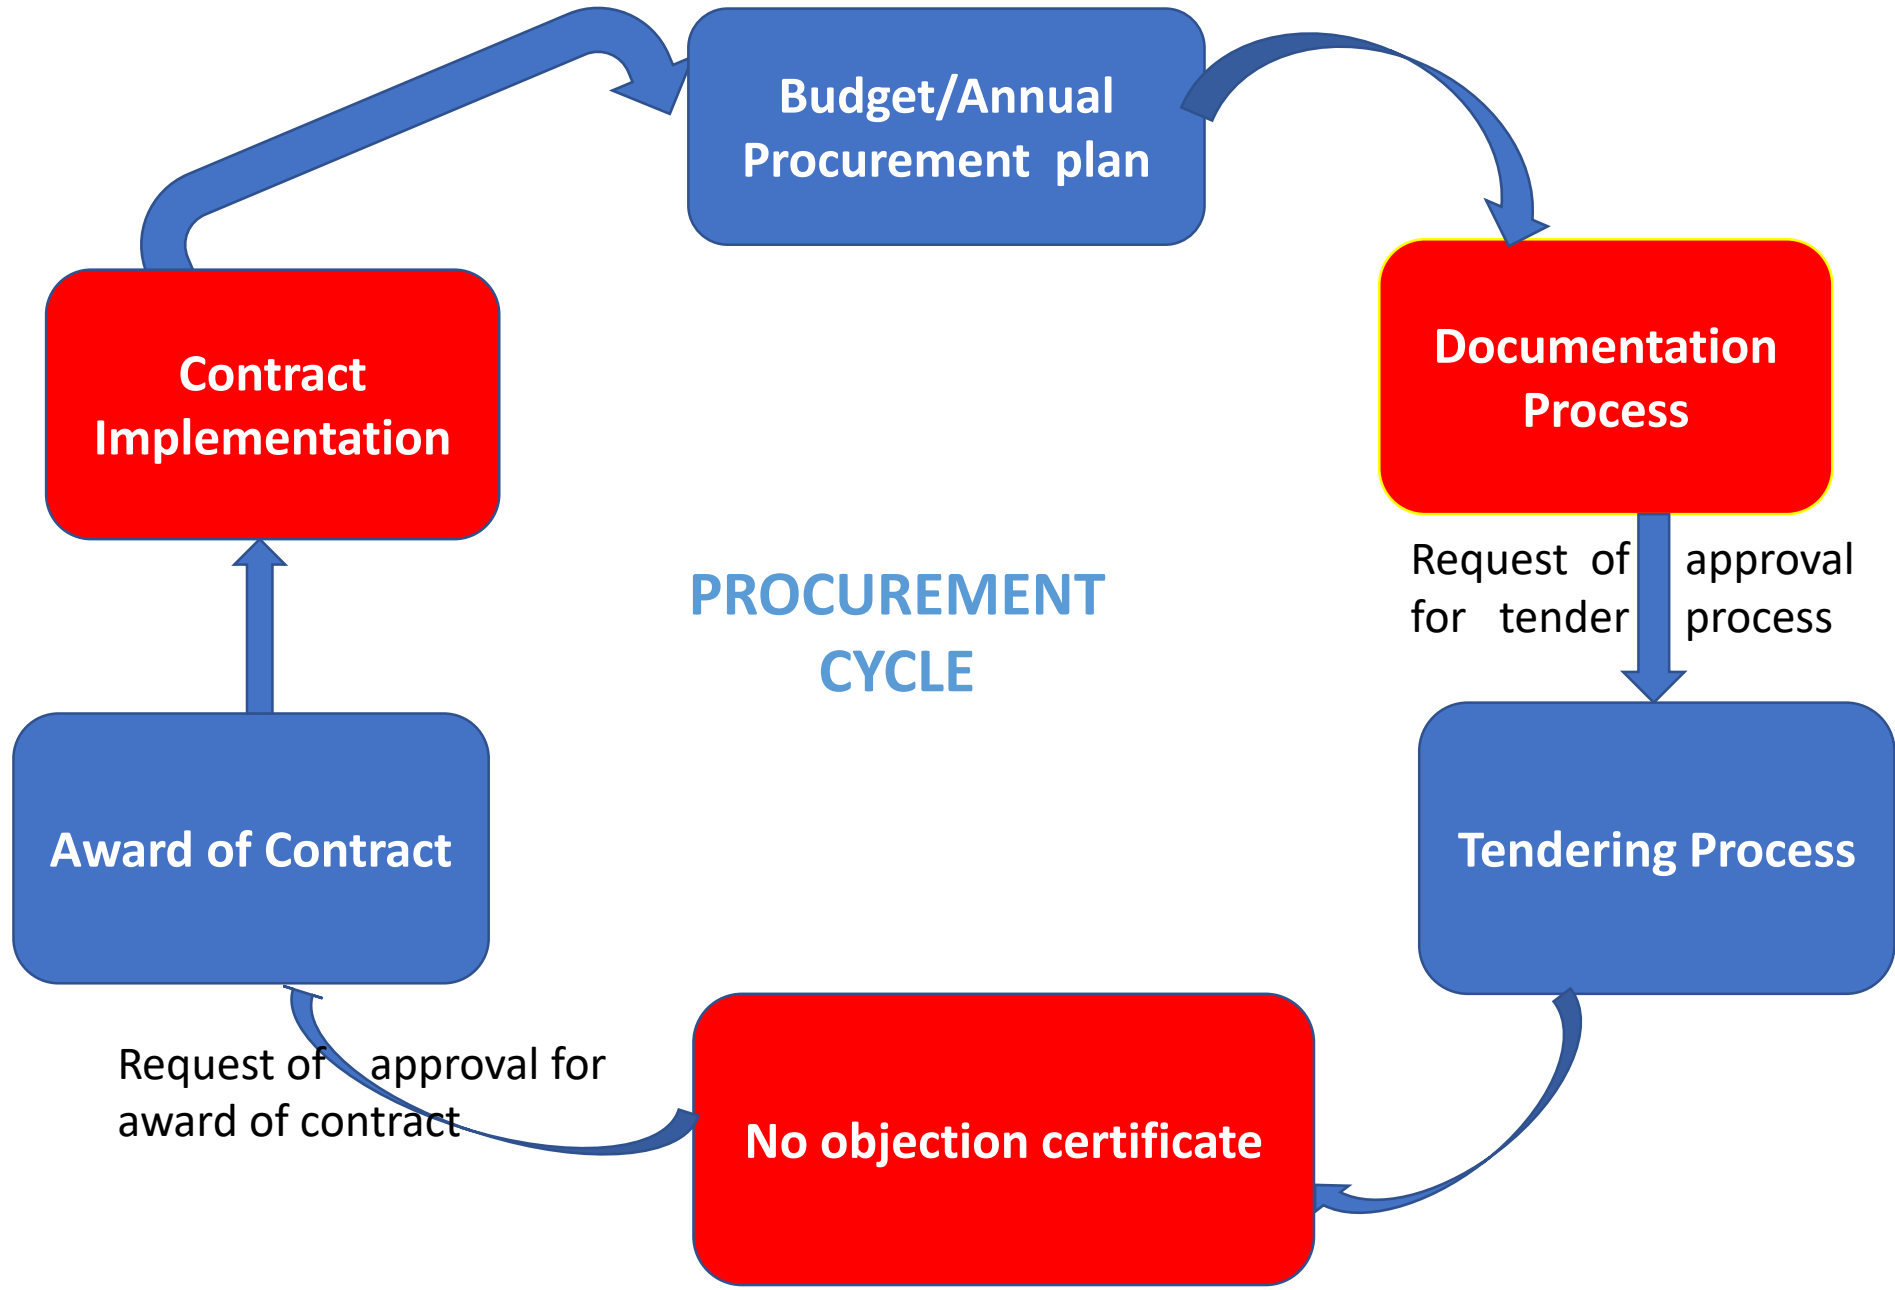 Budget/Annual
Procurement plan
Documentation
Process
Request of approval
for tender process
Tendering Process
No objection certificate
Request of approval for
award of contract
Award of Contract
Contract
Implementation
PROCUREMENT
CYCLE